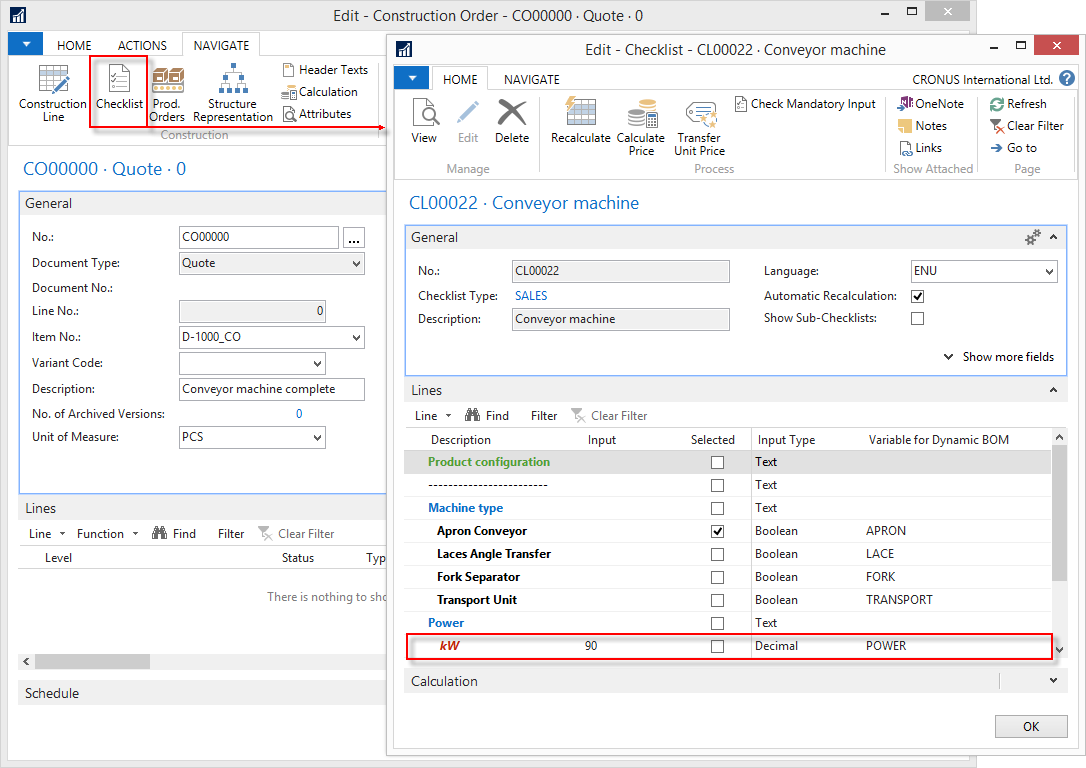 Edit - Construction Order - CO00000 · Quote · 0
HOME
ACTIONS
NAVIGATE
Construction
Line
Checklist
Prod.
Orders
Structure
Representation
Header Texts
Calculation
Attributes
Construction
CO00000 · Quote · 0
General
No.:
CO00000
...
Document Type:
Quote
Document No.:
Line No.:
0
Item No.:
D-1000_CO
Variant Code:
Description:
Conveyor machine complete
No. of Archived Versions:
0
Unit of Measure:
PCS
Lines
Line
Function
Find
Filter
Clear Filter
Level
Status
Typ
There is nothing to sho
Schedule
Edit - Checklist - CL00022 · Conveyor machine
HOME
NAVIGATE
CRONUS International Ltd.
?
View
Edit
Delete
Manage
Recalculate
Calculate
Price
Transfer
Unit Price
Check Mandatory Input
Process
OneNote
Notes
Links
Show Attached
Refresh
Clear Filter
Go to
Page
CL00022 · Conveyor machine
General
No.:
CL00022
Language:
ENU
Checklist Type:
SALES
Automatic Recalculation:
Description:
Conveyor machine
Show Sub-Checklists:
Show more fields
Lines
Line
Find
Filter
Clear Filter
Description Input Selected Input Type Variable for Dynamic BOM
Product configuration Text
------------------------ Text
Machine type Text
Apron Conveyor Boolean APRON
Laces Angle Transfer Boolean LACE
Fork Separator Boolean FORK
Transport Unit Boolean TRANSPORT
Power Text
kW 90 Decimal POWER
Calculation
OK